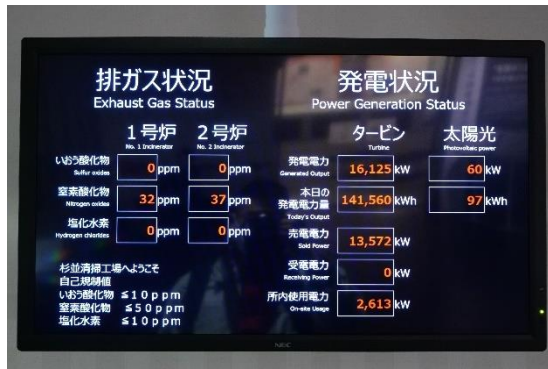 排ガス状況
Exhaust Gas Status
1号炉 2号炉
No. 1 Incinerator No. 2 Incinerator
いおう酸化物 0 ppm 0 ppm
Sulfur oxides
窒素酸化物 32 ppm 37 ppm
Nitrogen oxides
塩化水素 0 ppm 0 ppm
Hydrogen chlorides
杉並清掃工場へようこそ
自己規制値
いおう酸化物 ≦10ppm
窒素酸化物 ≦50ppm
塩化水素 ≦10ppm
発電状況
Power Generation Status
タービン 太陽光
Turbine Photovoltaic power
発電電力 16,125 kW 60 kW
Generated Output
本日の
発電電力量 141,560 kWh 97 kWh
Today's Output
売電電力 13,572 kW
Sold Power
受電電力 0 kW
Receiving Power
所内使用電力 2,613 kW
On-site Usage
NEC